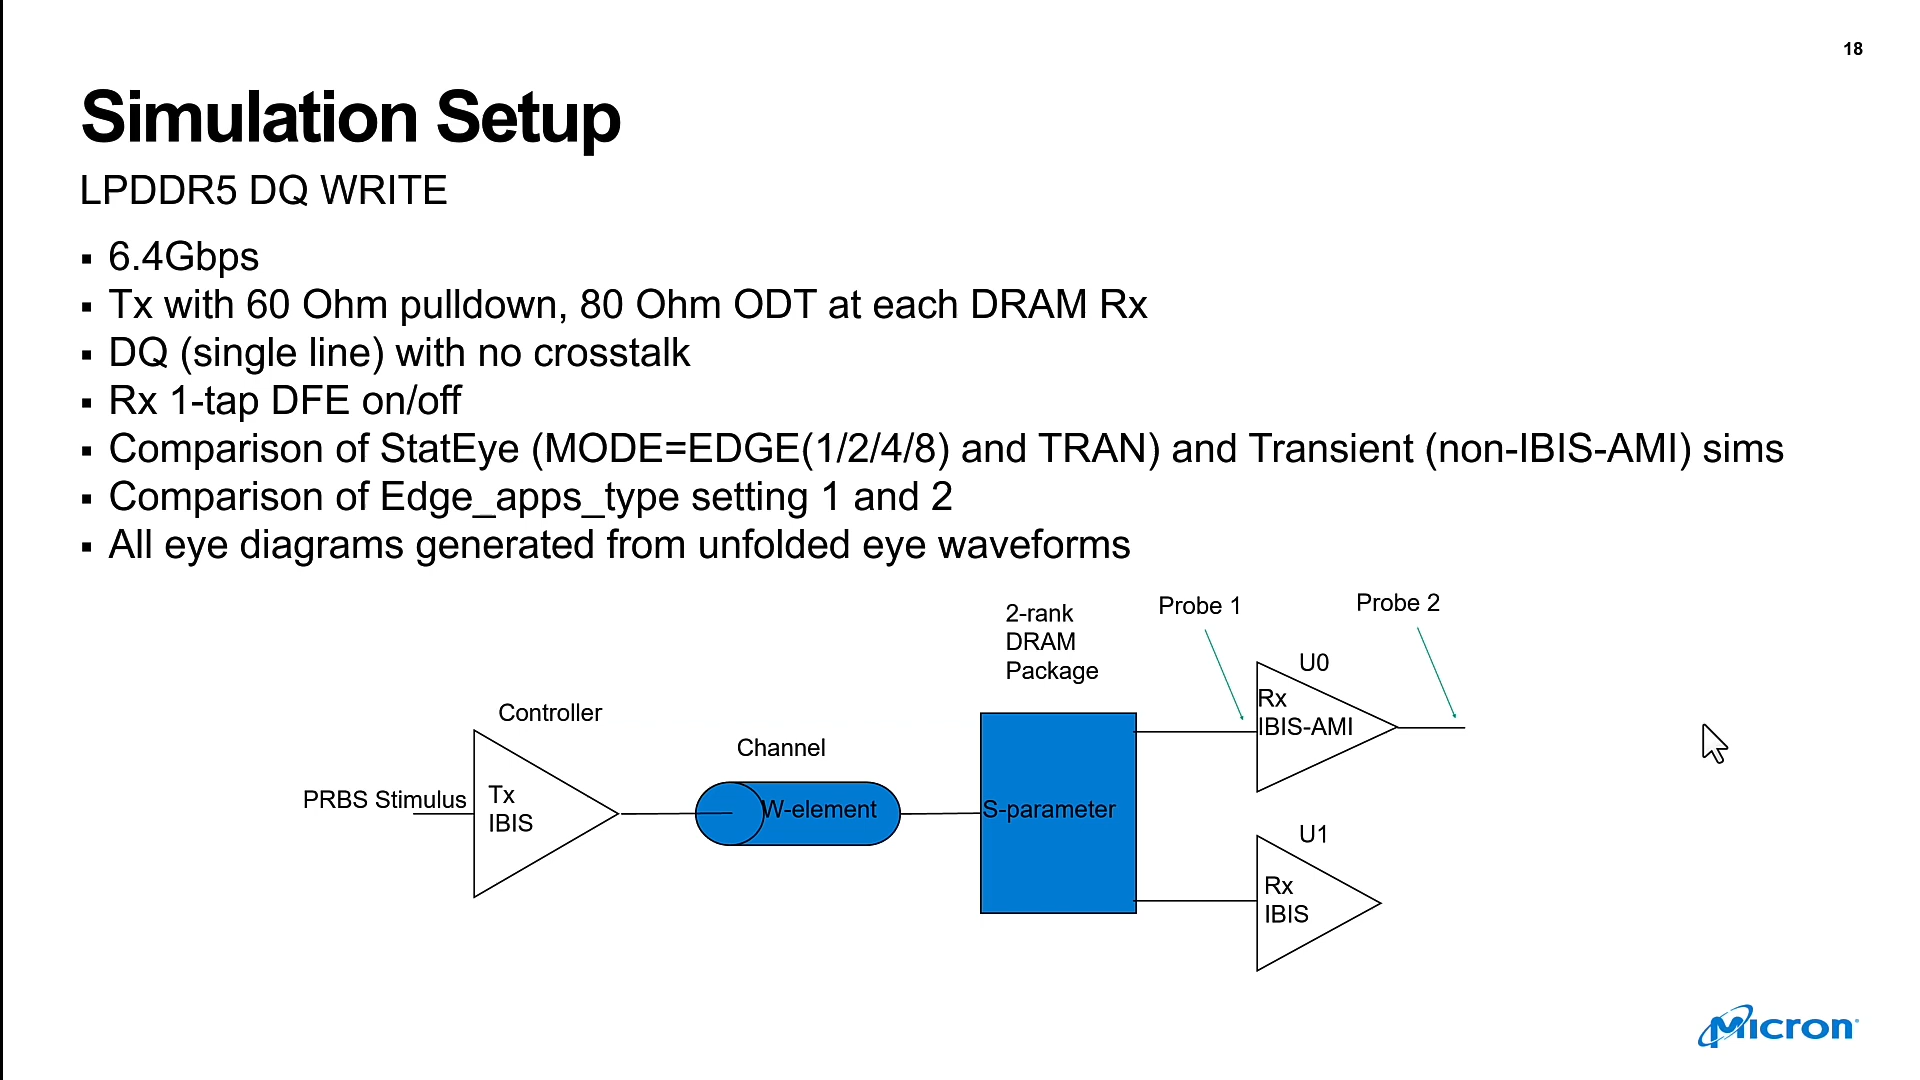 18
Simulation Setup
LPDDR5 DQ WRITE
▪ 6.4Gbps
▪ Tx with 60 Ohm pulldown, 80 Ohm ODT at each DRAM Rx
▪ DQ (single line) with no crosstalk
▪ Rx 1-tap DFE on/off
▪ Comparison of StatEye (MODE=EDGE(1/2/4/8) and TRAN) and Transient (non-IBIS-AMI) sims
▪ Comparison of Edge_apps_type setting 1 and 2
▪ All eye diagrams generated from unfolded eye waveforms
PRBS Stimulus
Controller
Tx
IBIS
Channel
W-element
2-rank
DRAM
Package
S-parameter
Probe 1
Probe 2
U0
Rx
IBIS-AMI
U1
Rx
IBIS
Micron